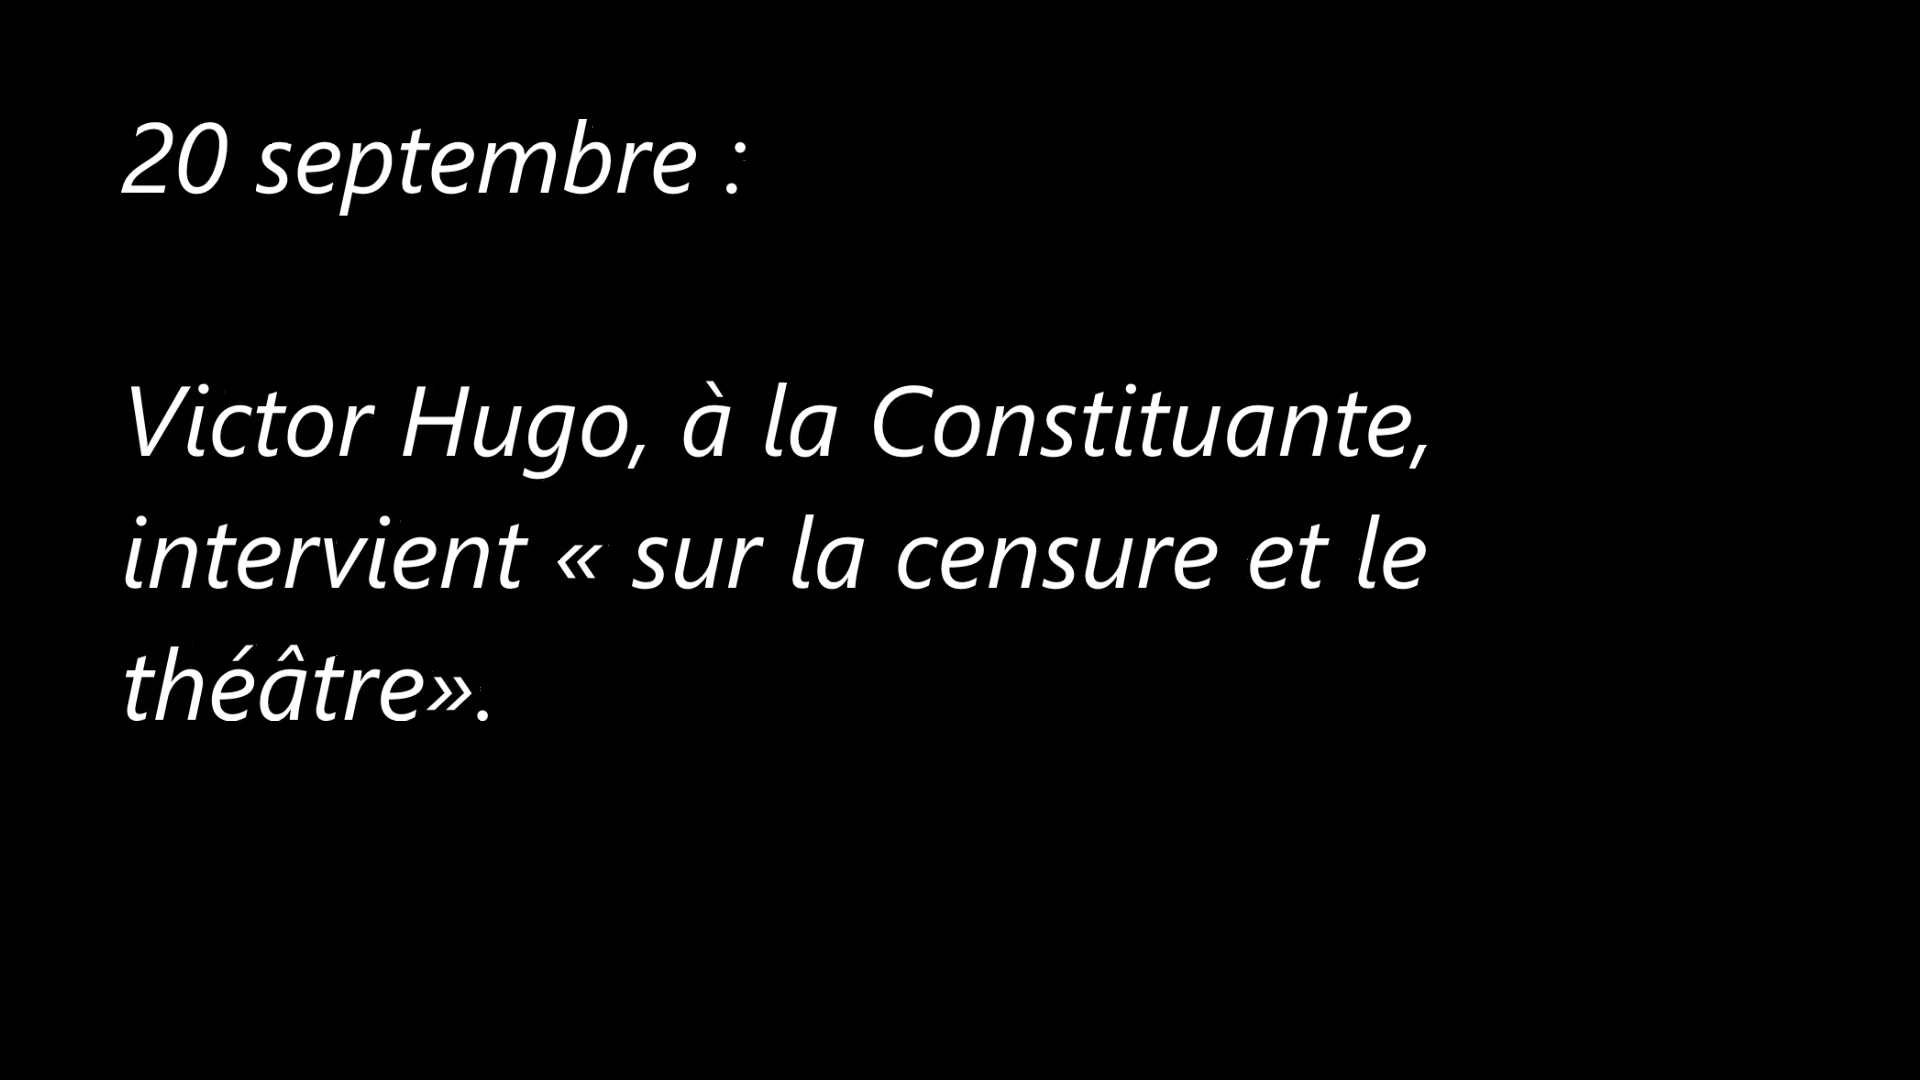 20 septembre :
Victor Hugo, à la Constituante,
intervient « sur la censure et le
théâtre».